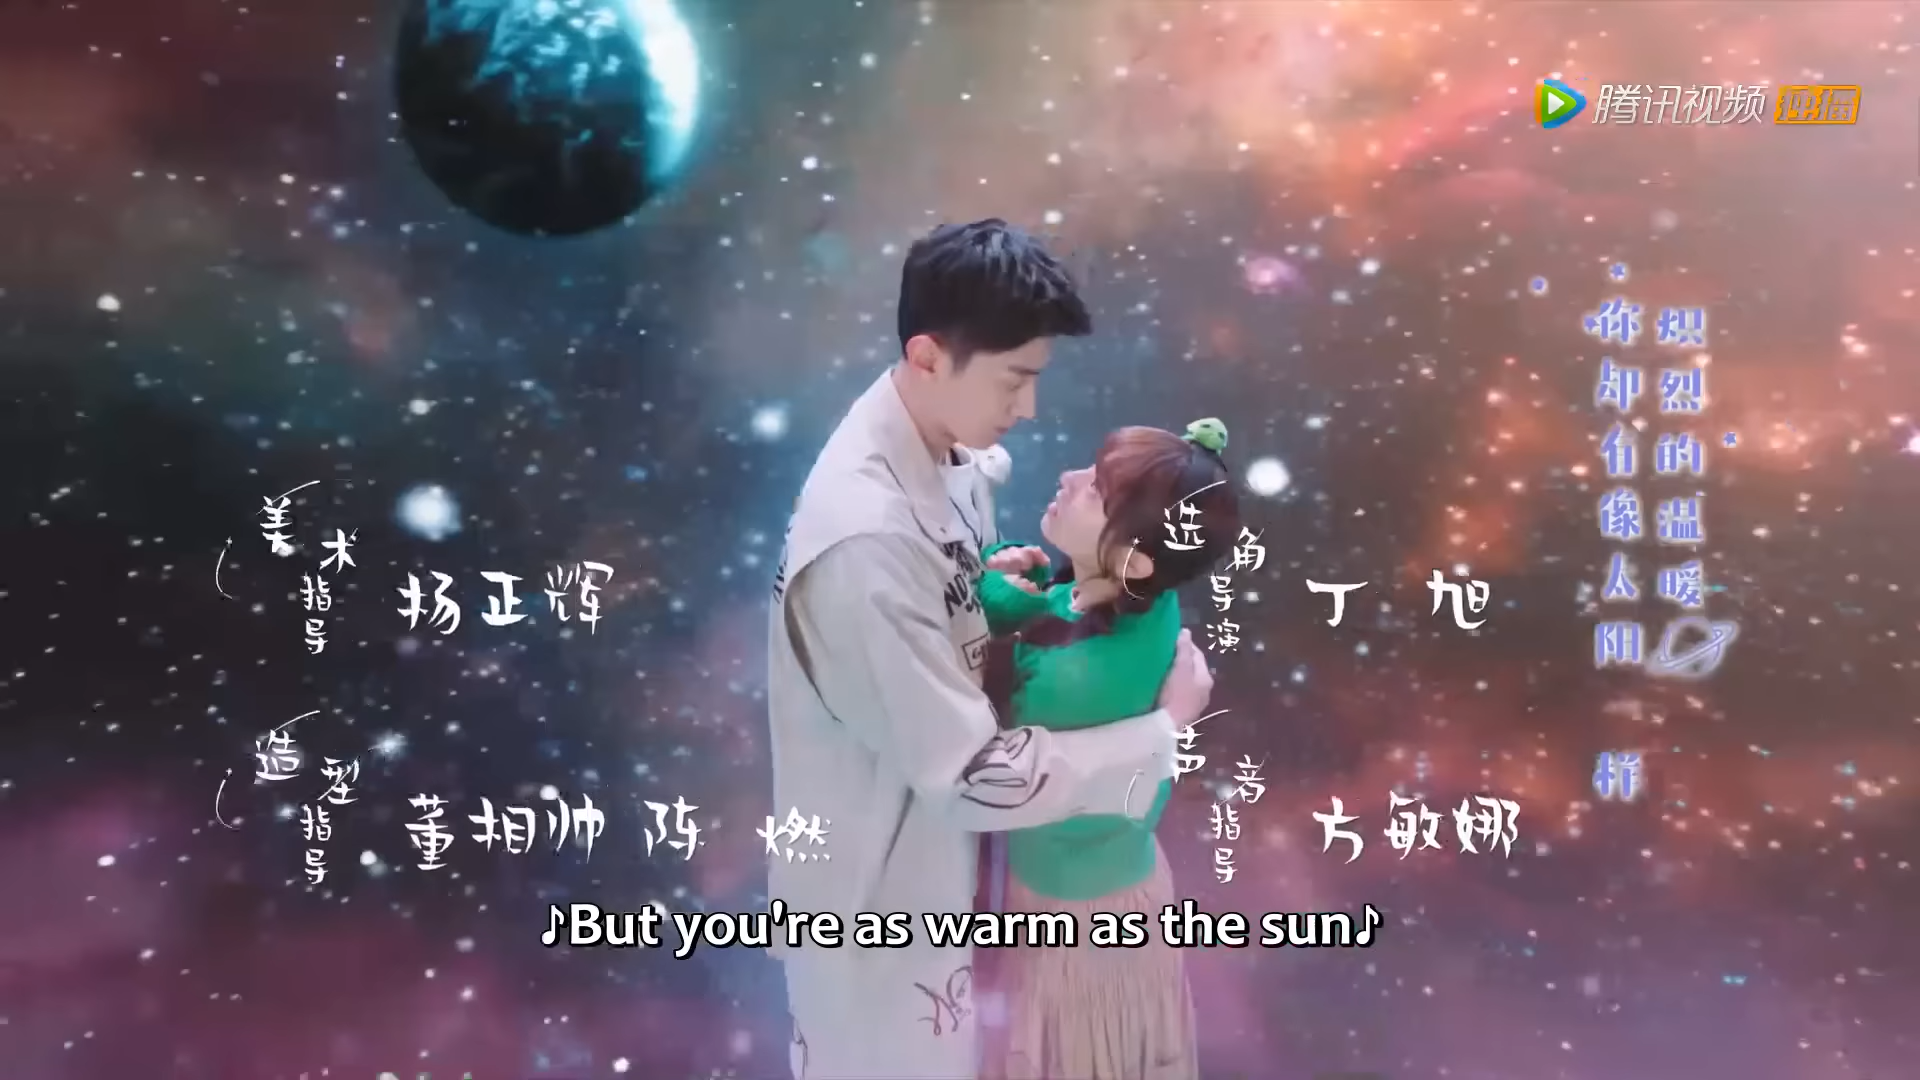 腾讯视频 独播
炽烈的温暖
你却有像太阳一样
美术指导 杨正辉
选角导演 丁旭
造型指导 董相帅 陈燃
声音指导 方敏娜
♪But you're as warm as the sun♪